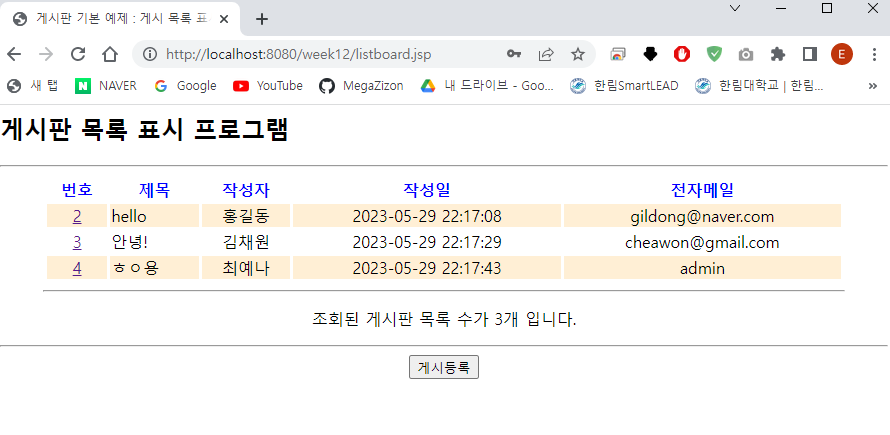 게시판 기본 예제 : 게시 목록 표
http://localhost:8080/week12/listboard.jsp
E
새 탭 NAVER Google YouTube MegaZizon 내 드라이브 - Goo... 한림SmartLEAD 한림대학교 | 한림...
게시판 목록 표시 프로그램
번호 제목 작성자 작성일 전자메일
2 hello 홍길동 2023-05-29 22:17:08 gildong@naver.com
3 안녕! 김채원 2023-05-29 22:17:29 cheawon@gmail.com
4 ㅎㅇ용 최예나 2023-05-29 22:17:43 admin
조회된 게시판 목록 수가 3개 입니다.
게시등록